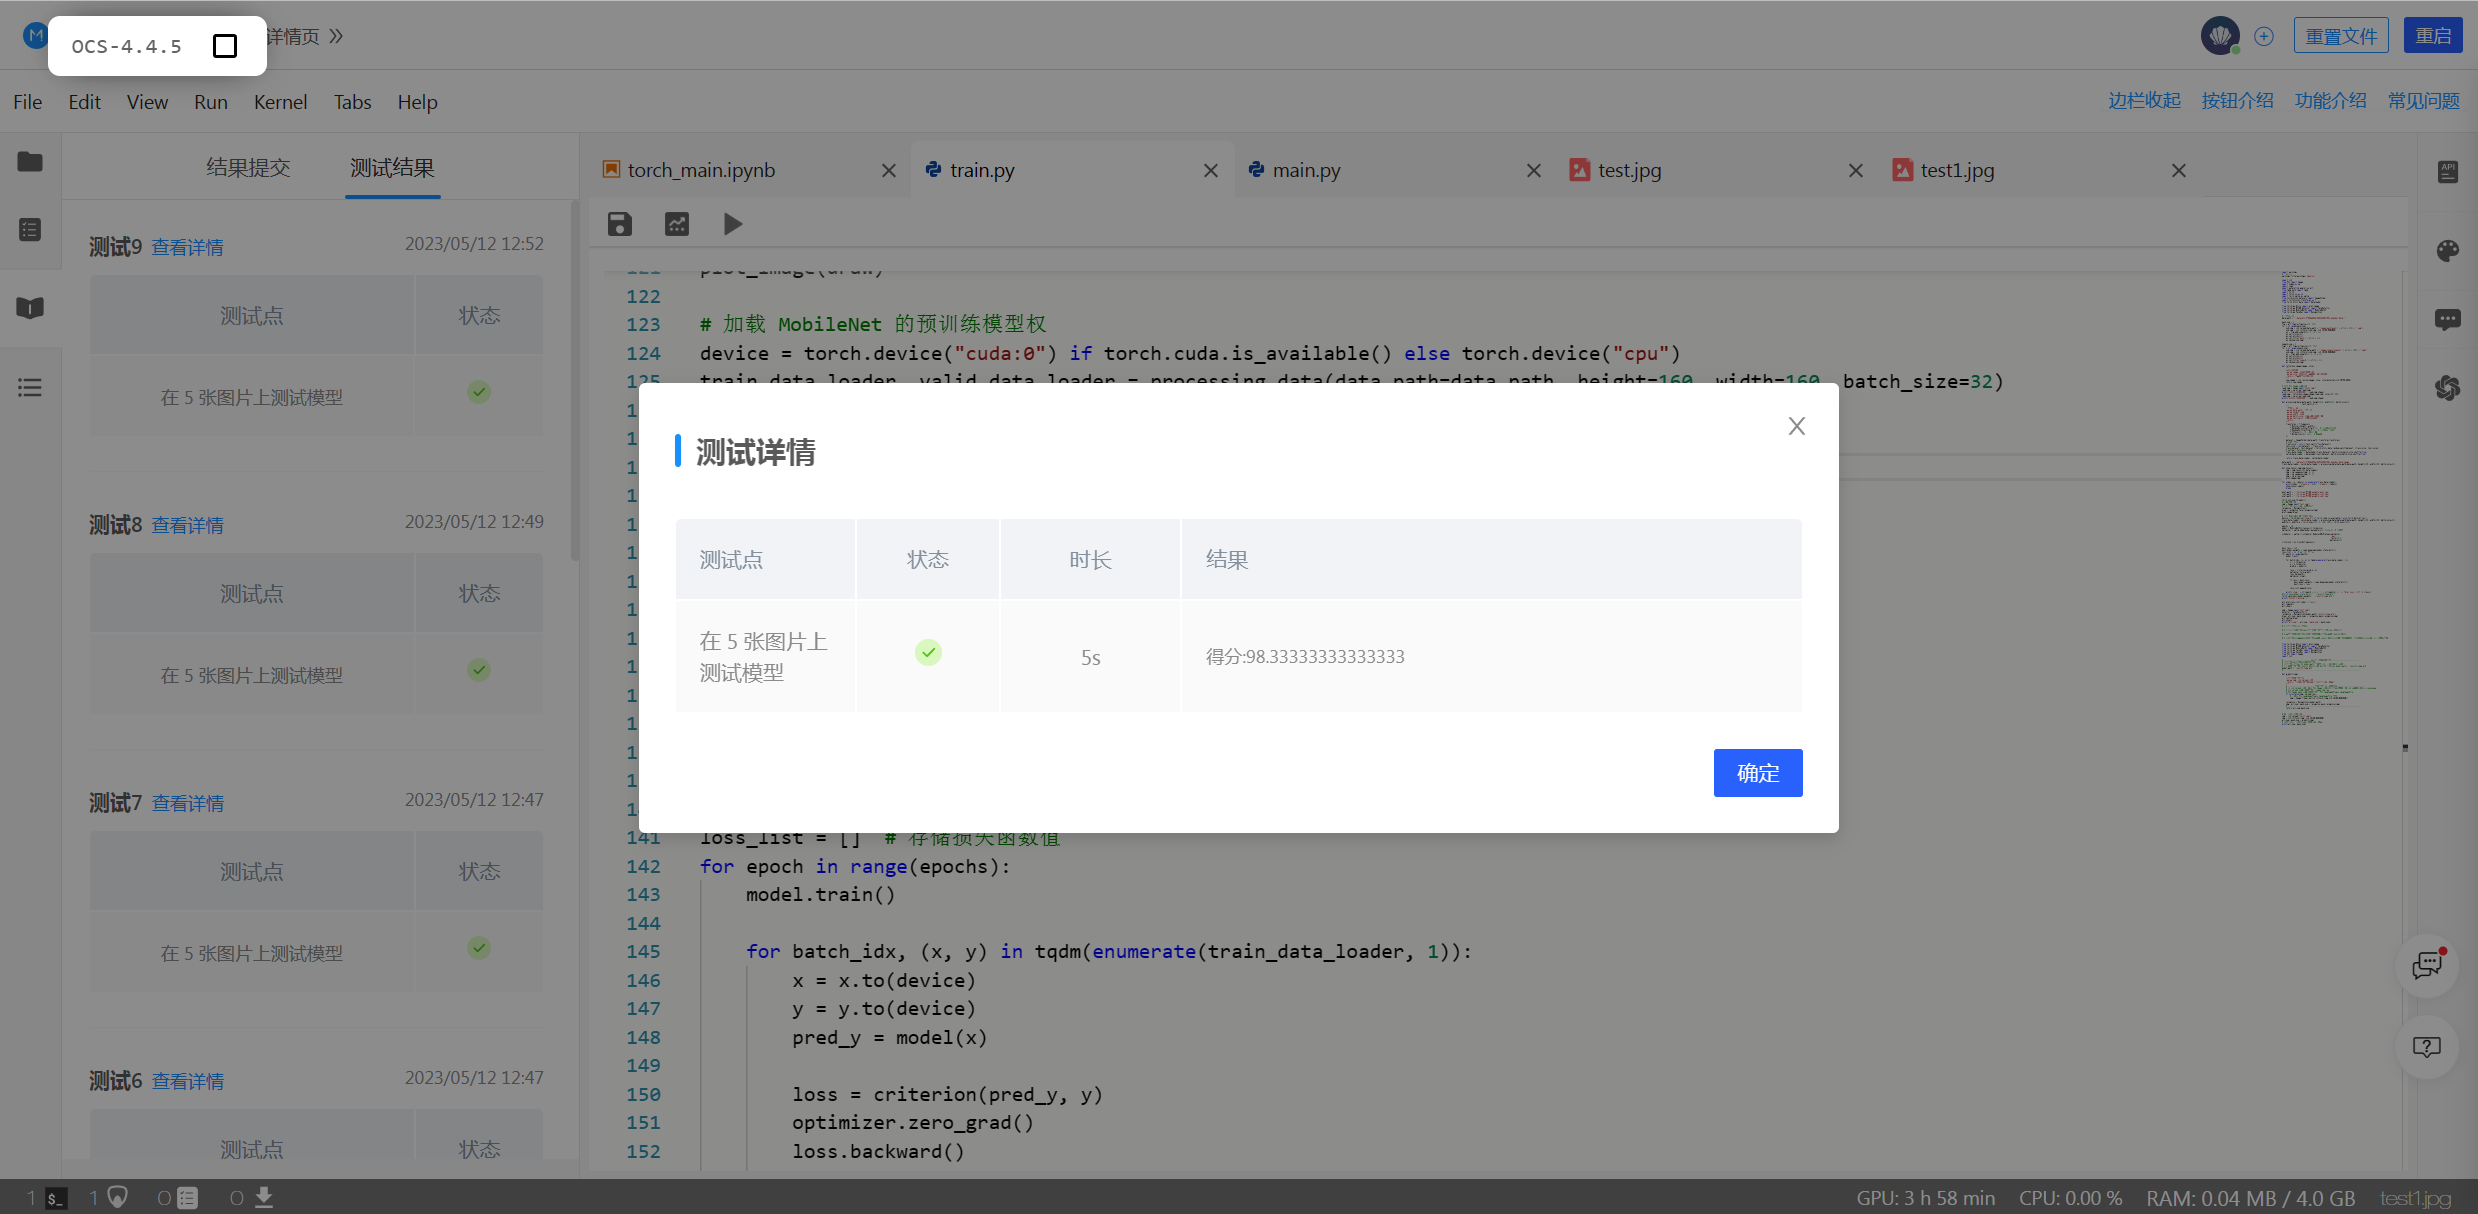 M
OCS-4.4.5
详情页 »
重置文件
重启
File Edit View Run Kernel Tabs Help
边栏收起 按钮介绍 功能介绍 常见问题
结果提交 测试结果
测试9 查看详情 2023/05/12 12:52
测试点 状态
在 5 张图片上测试模型
测试8 查看详情 2023/05/12 12:49
测试点 状态
在 5 张图片上测试模型
测试7 查看详情 2023/05/12 12:47
测试点 状态
在 5 张图片上测试模型
测试6 查看详情 2023/05/12 12:47
测试点 状态
torch_main.ipynb train.py main.py test.jpg test1.jpg
API
122
123 # 加载 MobileNet 的预训练模型权
124 device = torch.device("cuda:0") if torch.cuda.is_available() else torch.device("cpu")
125 train_data_loader, valid_data_loader = processing_data(data_path=data_path, height=160, width=160, batch_size=32)
测试详情
测试点 状态 时长 结果
在 5 张图片上
测试模型
5s
得分:98.33333333333333
确定
141 loss_list = [] # 存储损失函数值
142 for epoch in range(epochs):
143 model.train()
144
145 for batch_idx, (x, y) in tqdm(enumerate(train_data_loader, 1)):
146 x = x.to(device)
147 y = y.to(device)
148 pred_y = model(x)
149
150 loss = criterion(pred_y, y)
151 optimizer.zero_grad()
152 loss.backward()
1 $_ 1 0 0
GPU: 3 h 58 min CPU: 0.00 % RAM: 0.04 MB / 4.0 GB test1.jpg